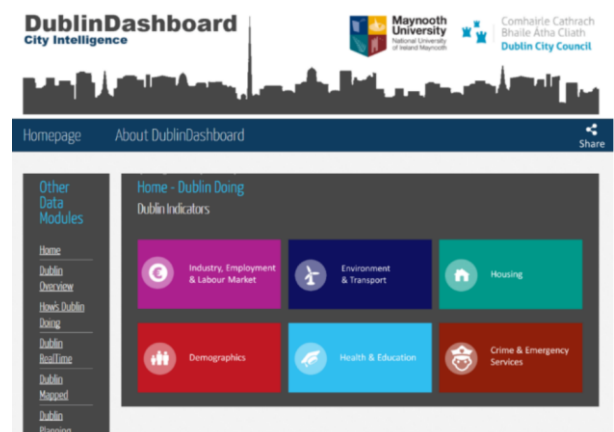 DublinDashboard
City Intelligence
Maynooth
University
National University
of Ireland Maynooth
Comhairle Cathrach
Bhaile Átha Cliath
Dublin City Council
Homepage
About DublinDashboard
Share
Other
Data
Modules
Home
Dublin
Overview
How's Dublin
Doing
Dublin
RealTime
Dublin
Mapped
Dublin
Planning
Home - Dublin Doing
Dublin Indicators
Industry, Employment
& Labour Market
Environment
& Transport
Housing
Demographics
Health & Education
Crime & Emergency
Services